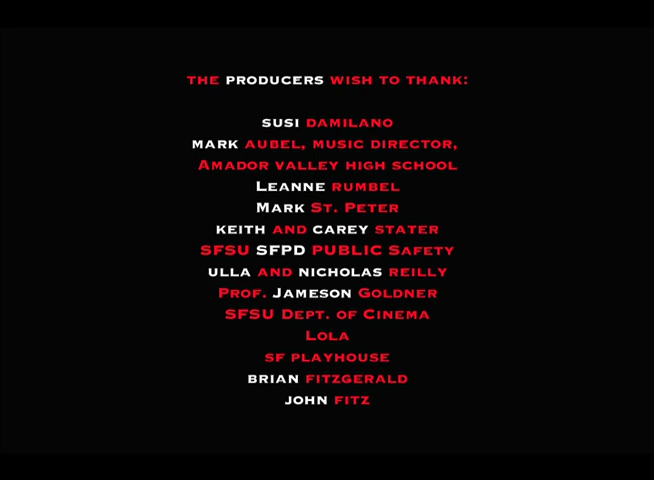 THE PRODUCERS WISH TO THANK:
SUSI DAMILANO
MARK AUBEL, MUSIC DIRECTOR,
AMADOR VALLEY HIGH SCHOOL
LEANNE RUMBEL
MARK ST. PETER
KEITH AND CAREY STATER
SFSU SFPD PUBLIC SAFETY
ULLA AND NICHOLAS REILLY
PROF. JAMESON GOLDNER
SFSU DEPT. OF CINEMA
LOLA
SF PLAYHOUSE
BRIAN FITZGERALD
JOHN FITZ